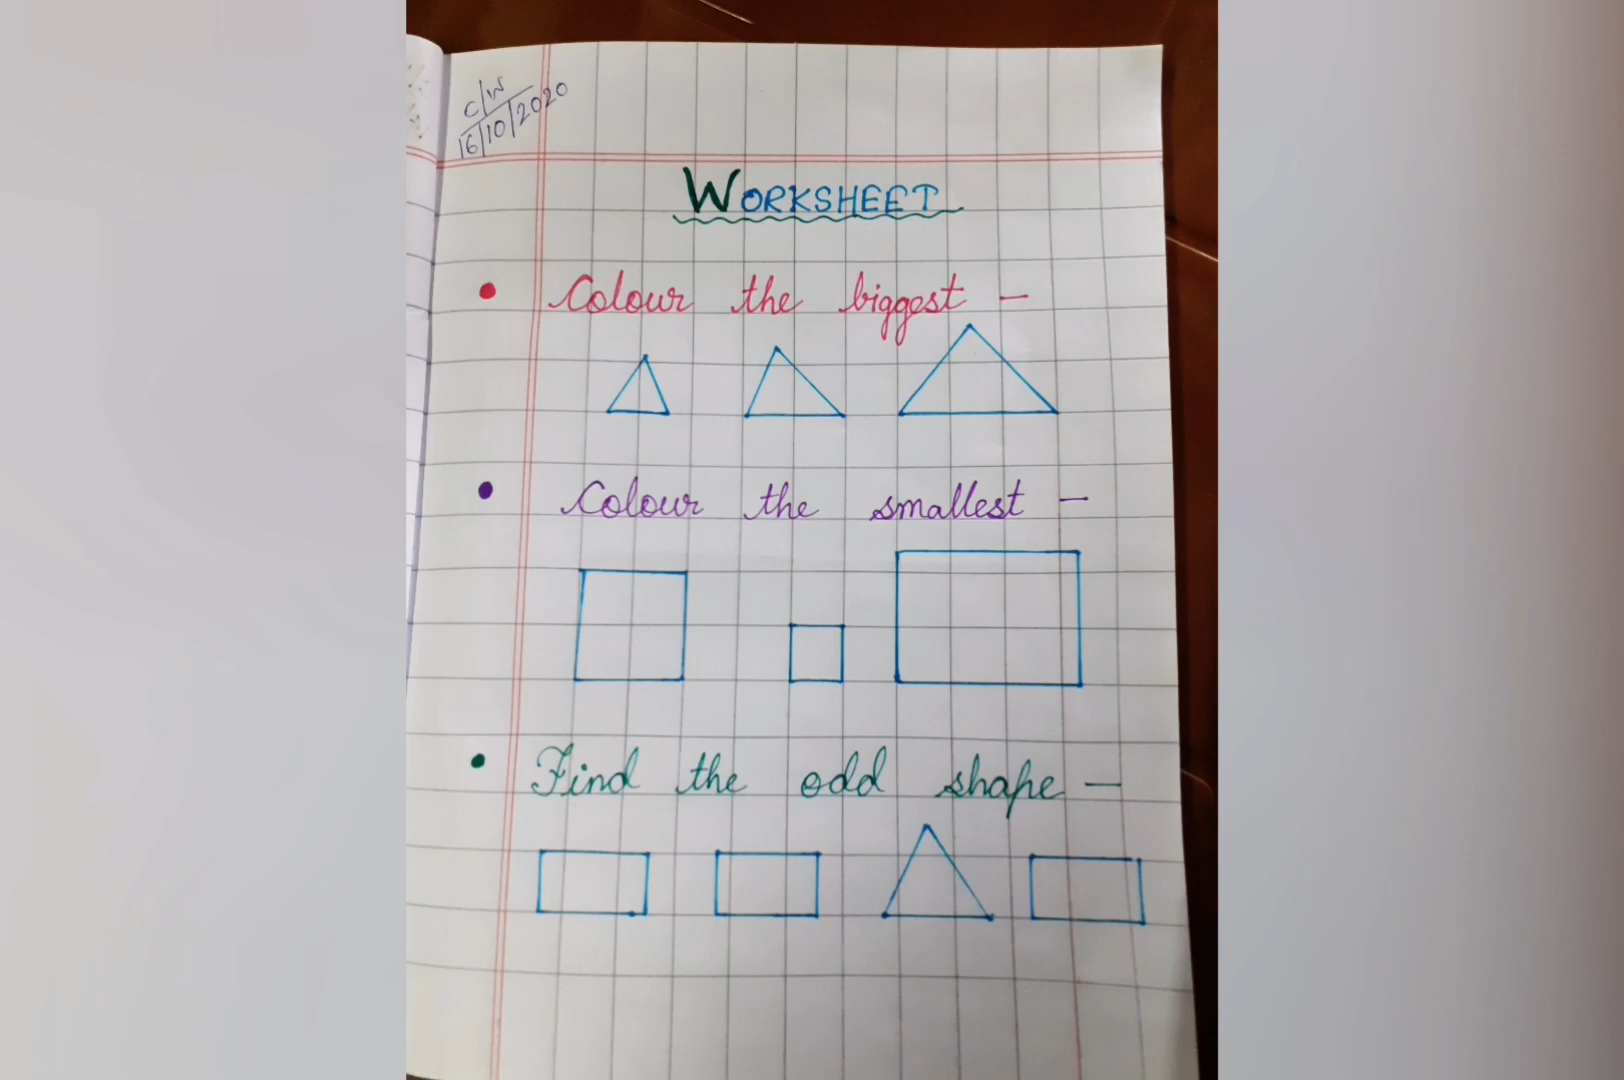 C/W
16/10/2020
WORKSHEET
• Colour the biggest –
• Colour the smallest –
• Find the odd shape –